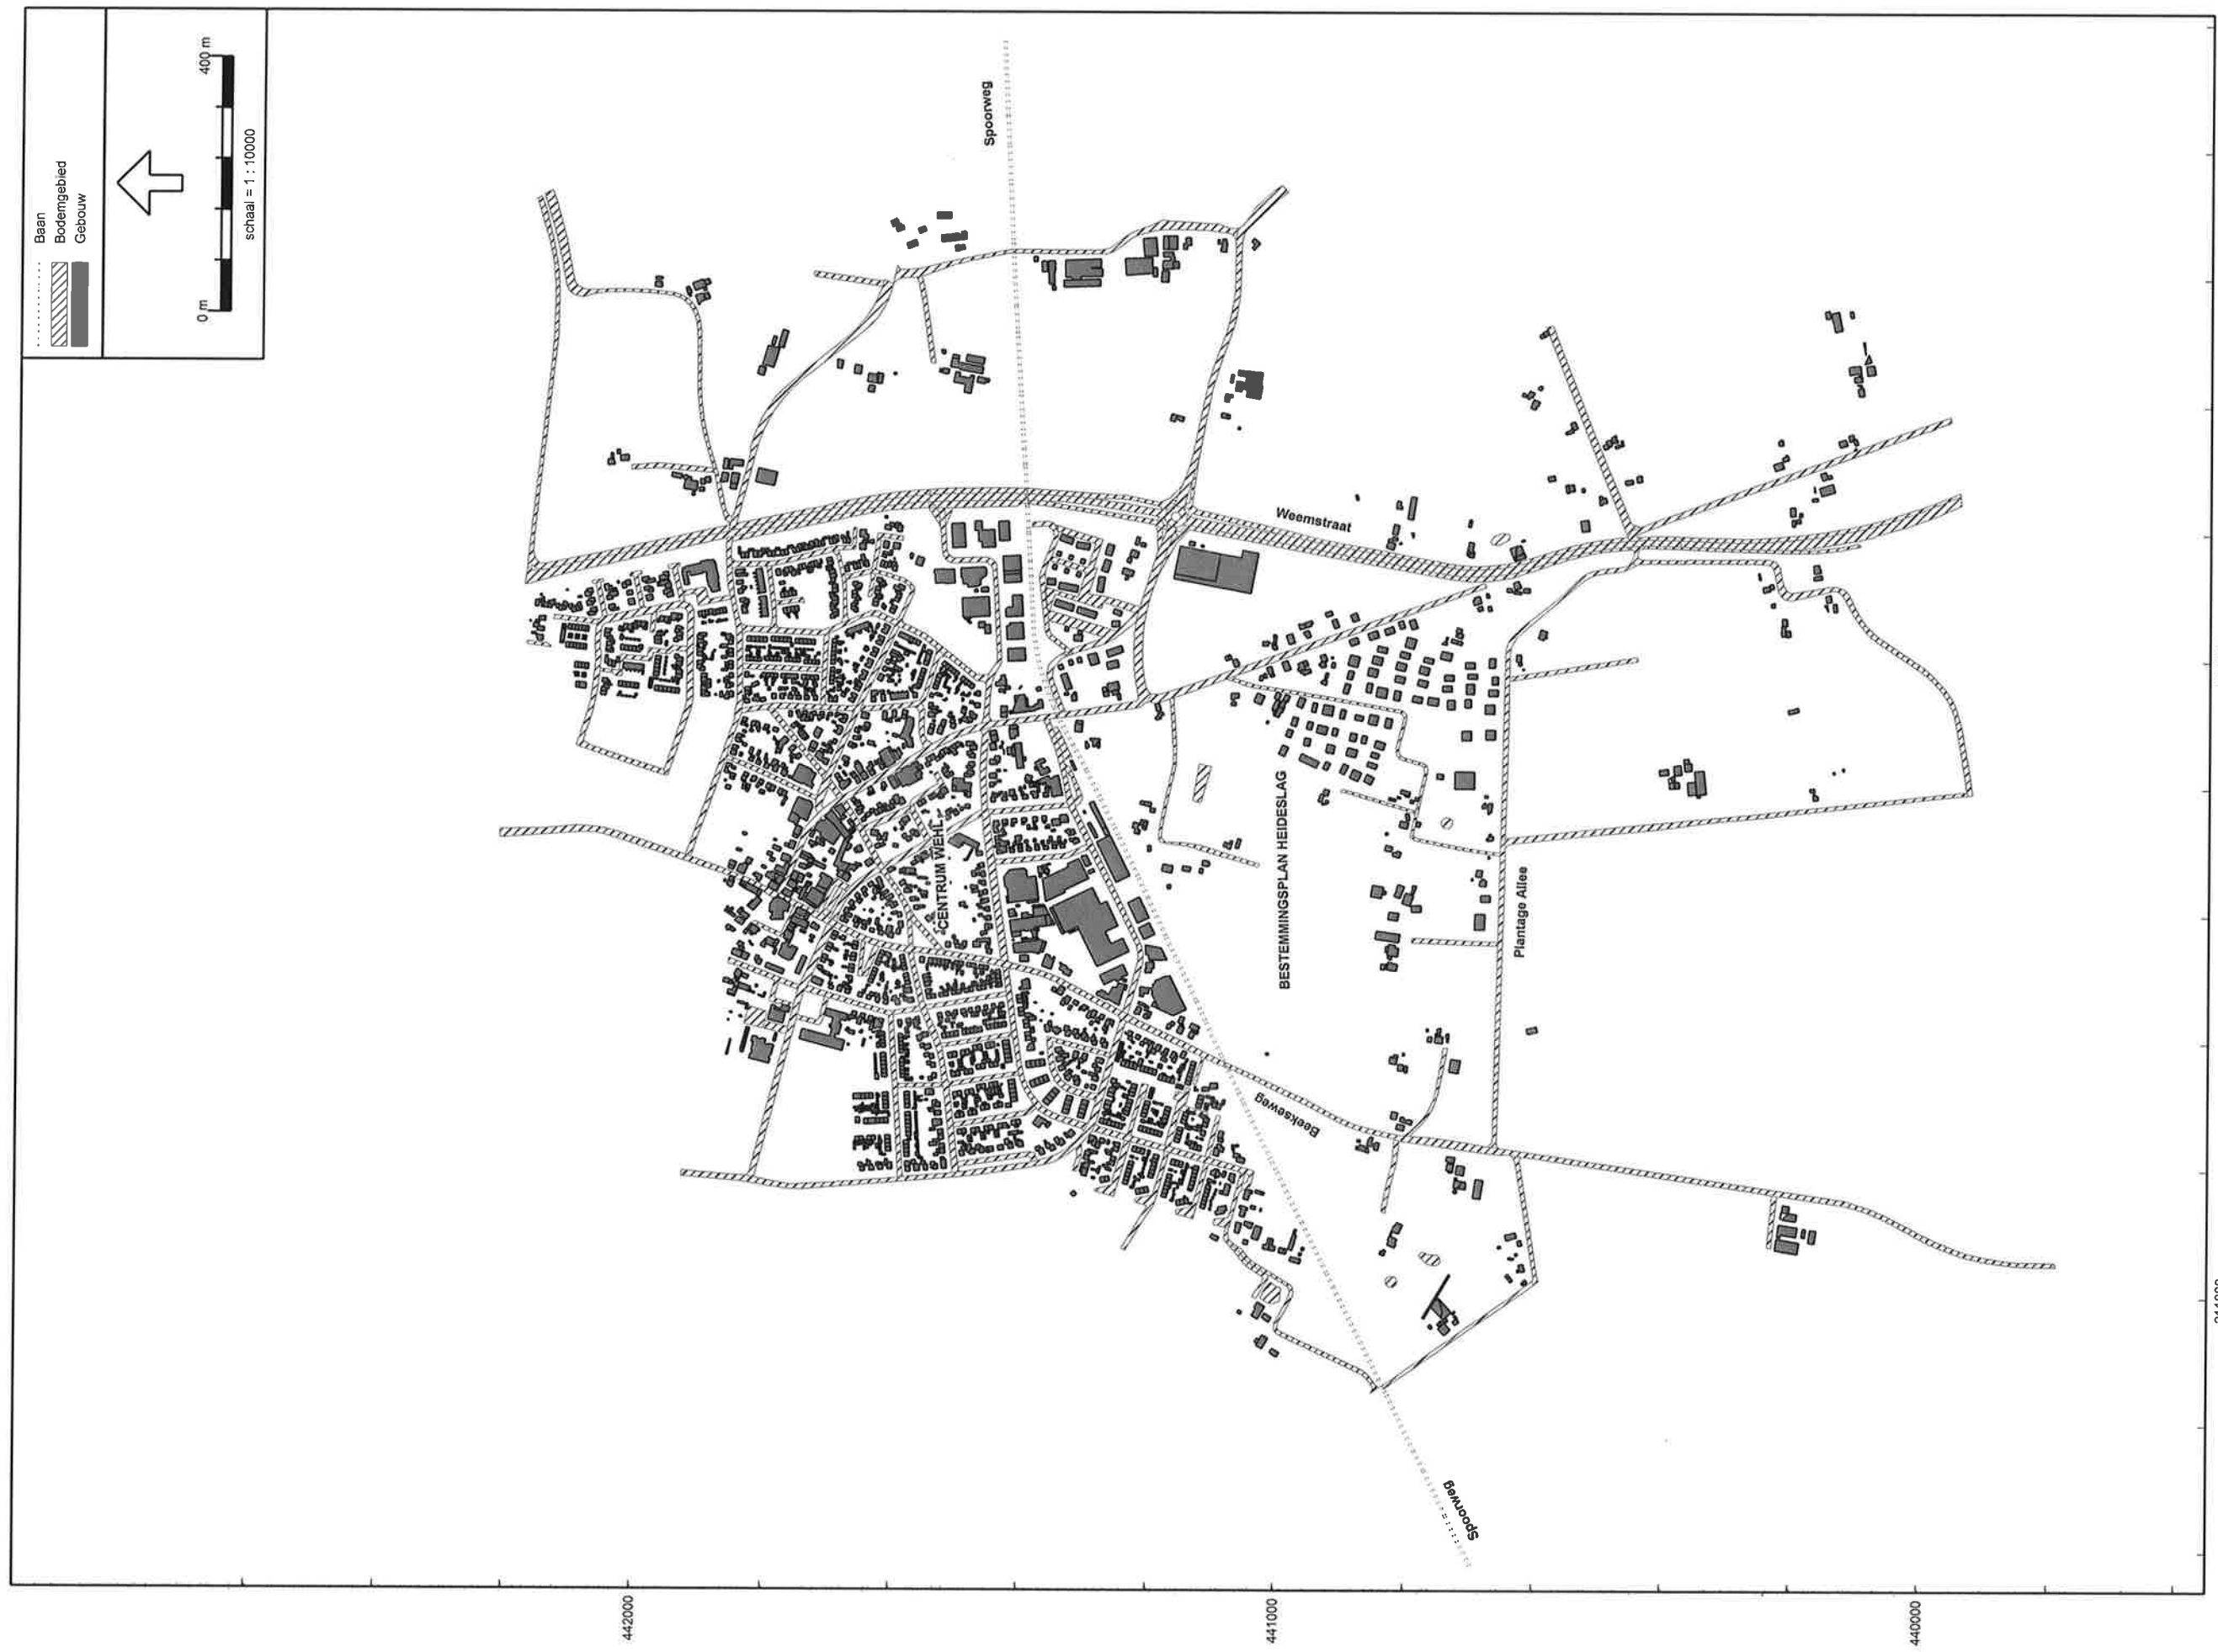 Baan
Bodemgebied
Gebouw
0 m
400 m
schaal = 1 : 10000
Spoorweg
Weemstraat
CENTRUM WEHL
BESTEMMINGSPLAN HEIDESLAG
Plantage Allee
Beekseweg
Spoorweg
442000
441000
440000